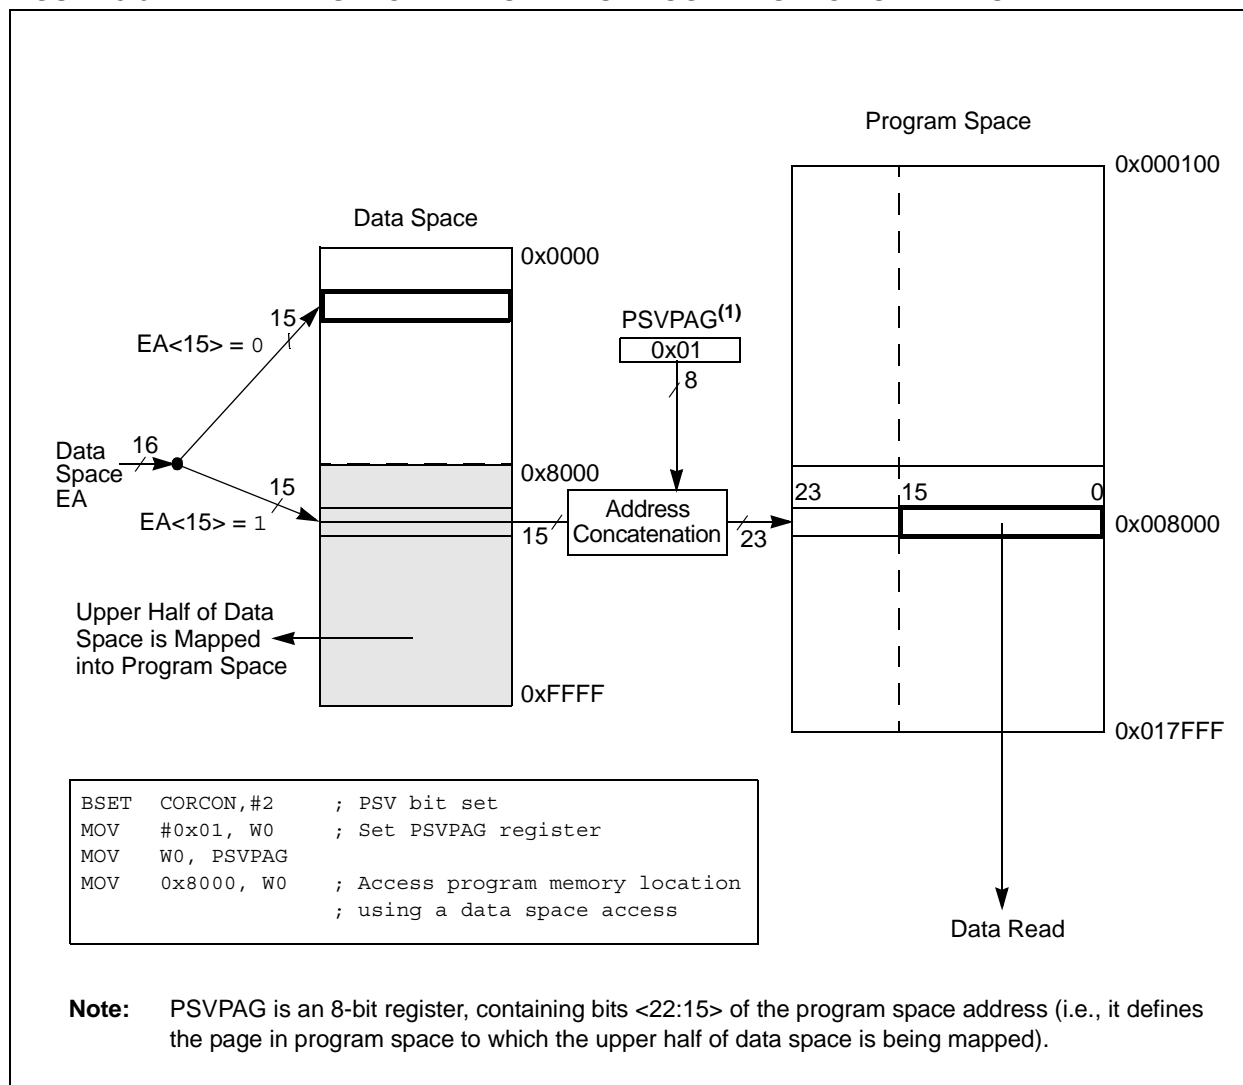 Program Space
0x000100
Data Space
0x0000
PSVPAG(1)
0x01
8
15
EA<15> = 0
16
Data
Space
EA
15
EA<15> = 1
0x8000
15
Address
Concatenation
23
23 15 0
0x008000
Upper Half of Data
Space is Mapped
into Program Space
0xFFFF
0x017FFF
BSET CORCON,#2 ; PSV bit set
MOV #0x01, W0 ; Set PSVPAG register
MOV W0, PSVPAG
MOV 0x8000, W0 ; Access program memory location
; using a data space access
Data Read
Note: PSVPAG is an 8-bit register, containing bits <22:15> of the program space address (i.e., it defines
the page in program space to which the upper half of data space is being mapped).